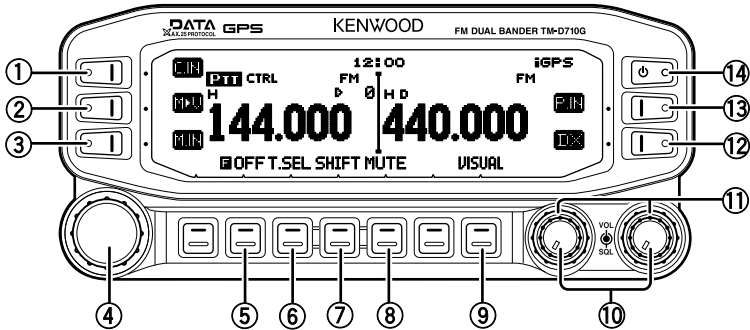 DATA GPS KENWOOD FM DUAL BANDER TM-D710G
AX.25 PROTOCOL
① C.IN 12:00 iGPS ⑭
PTT CTRL FM FM
② M▶V H 0 H D P.IN ⑬
③ M.IN 144.000 440.000 DX ⑫
F OFF T.SEL SHIFT MUTE VISUAL
⑪
VOL
SQL
④ ⑤ ⑥ ⑦ ⑧ ⑨ ⑩